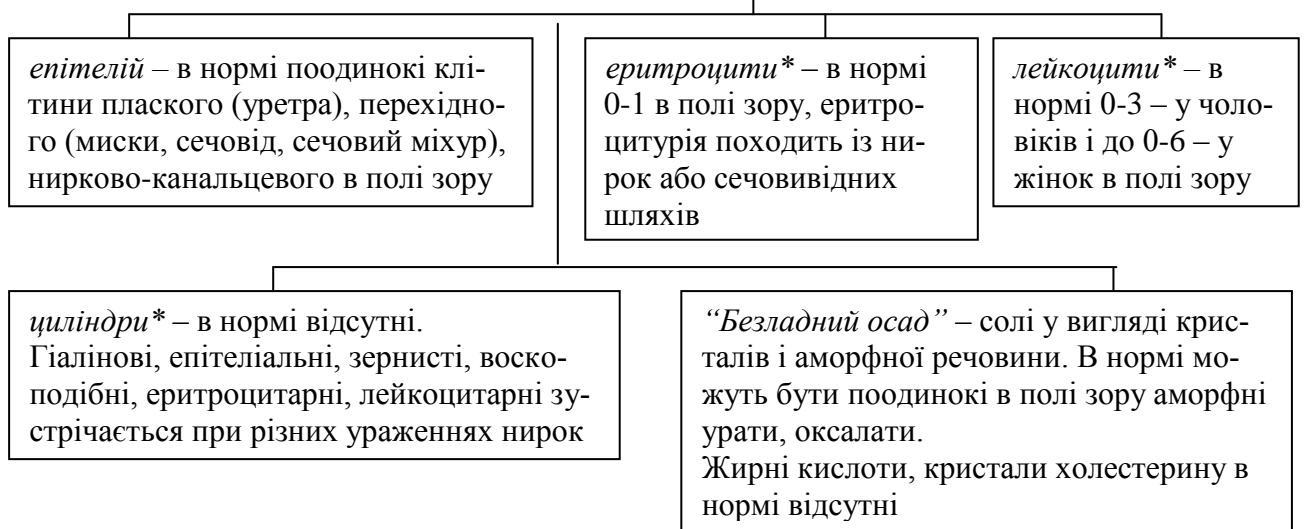 епітелій – в нормі поодинокі клі-
тини плаского (уретра), перехідно-
го (миски, сечовід, сечовий міхур),
нирково-канальцевого в полі зору
еритроцити* – в нормі
0-1 в полі зору, еритро-
цитурія походить із ни-
рок або сечовивідних
шляхів
лейкоцити* – в
нормі 0-3 – у чоло-
віків і до 0-6 – у
жінок в полі зору
циліндри* – в нормі відсутні.
Гіалінові, епітеліальні, зернисті, воско-
подібні, еритроцитарні, лейкоцитарні зу-
стрічається при різних ураженнях нирок
“Безладний осад” – солі у вигляді крис-
талів і аморфної речовини. В нормі мо-
жуть бути поодинокі в полі зору аморфні
урати, оксалати.
Жирні кислоти, кристали холестерину в
нормі відсутні